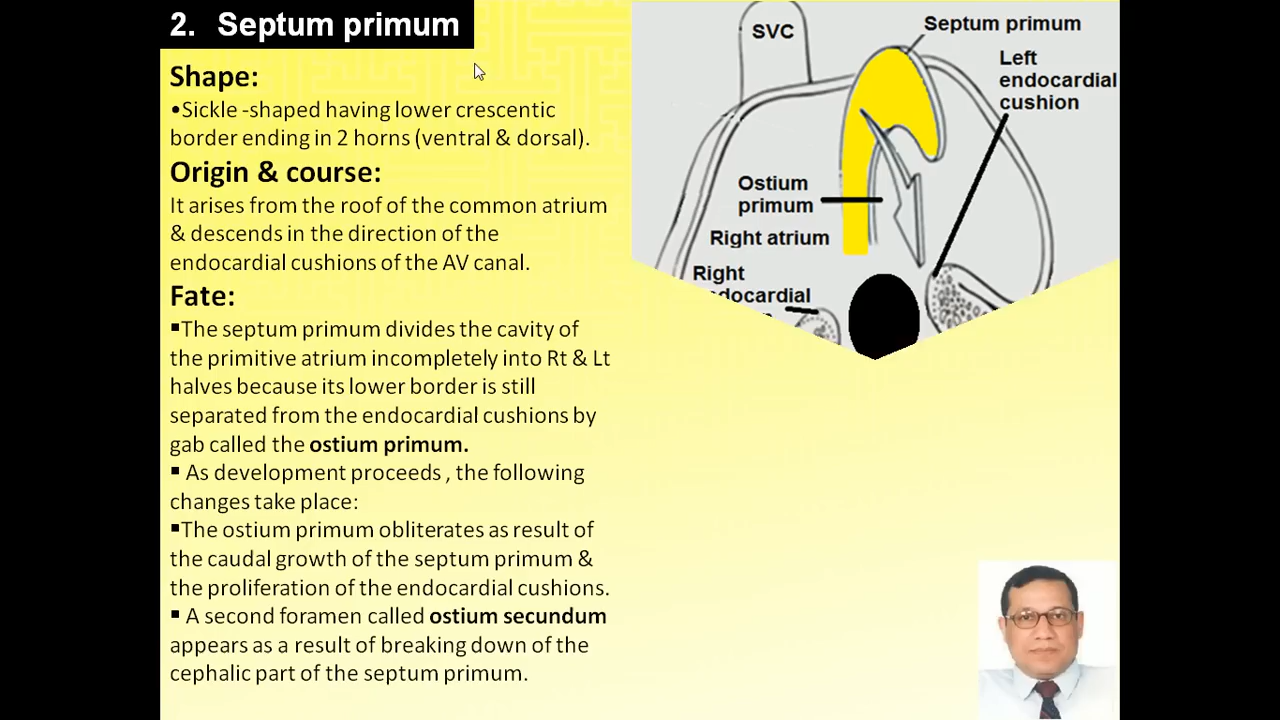 2. Septum primum
Shape:
•Sickle -shaped having lower crescentic
border ending in 2 horns (ventral & dorsal).
Origin & course:
It arises from the roof of the common atrium
& descends in the direction of the
endocardial cushions of the AV canal.
Fate:
▪The septum primum divides the cavity of
the primitive atrium incompletely into Rt & Lt
halves because its lower border is still
separated from the endocardial cushions by
gab called the ostium primum.
▪ As development proceeds , the following
changes take place:
▪The ostium primum obliterates as result of
the caudal growth of the septum primum &
the proliferation of the endocardial cushions.
▪ A second foramen called ostium secundum
appears as a result of breaking down of the
cephalic part of the septum primum.
SVC
Septum primum
Left
endocardial
cushion
Ostium
primum
Right atrium
Right